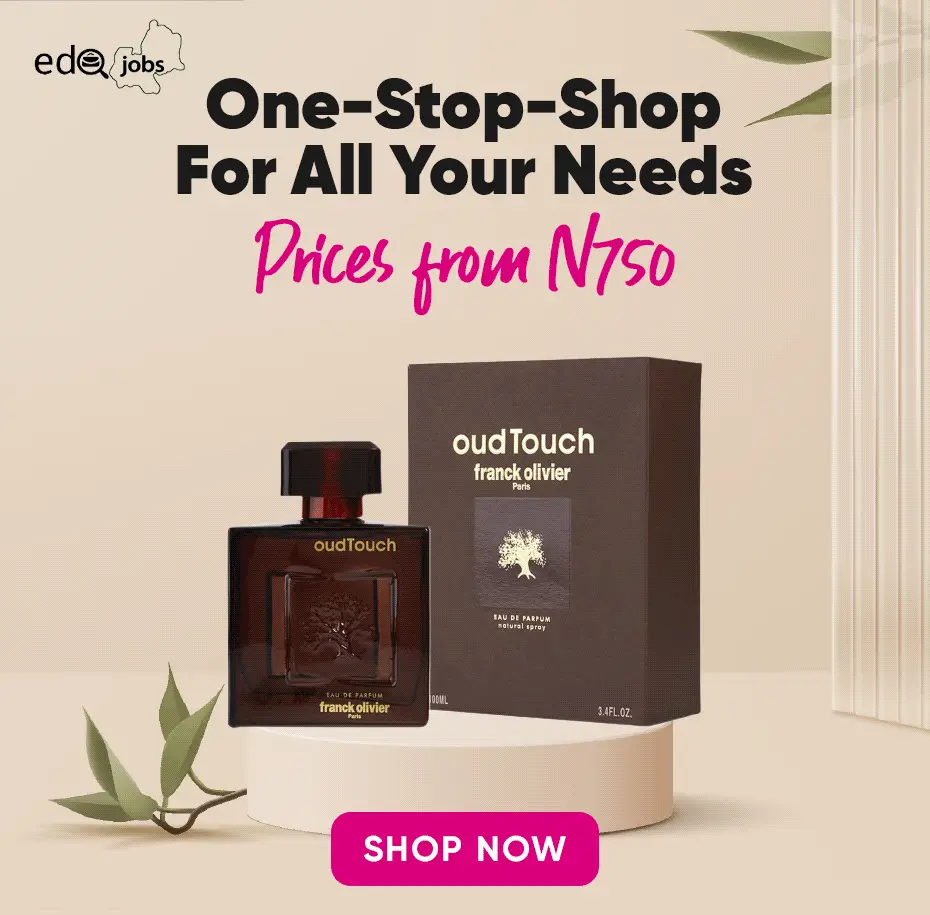 edo jobs
One-Stop-Shop
For All Your Needs
Prices from N750
oudTouch
franck olivier
Paris
EAU DE PARFUM
natural spray
100ML
3.4FL.OZ.
oudTouch
EAU DE PARFUM
franck olivier
Paris
SHOP NOW